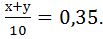 (x+y)/10 = 0,35.